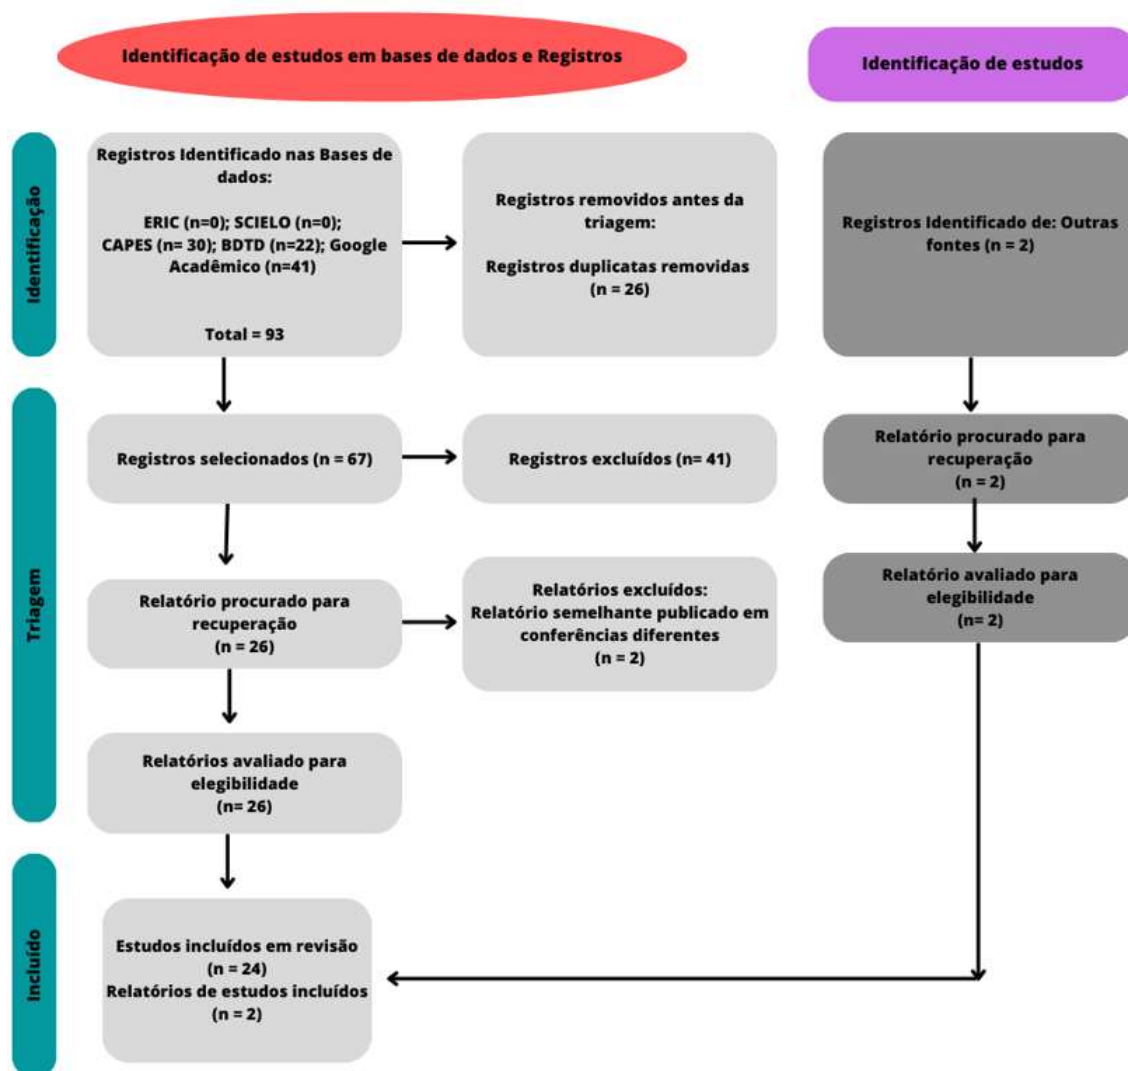 Identificação de estudos em bases de dados e Registros
Identificação de estudos
Identificação
Registros Identificado nas Bases de
dados:
ERIC (n=0); SCIELO (n=0);
CAPES (n= 30); BDTD (n=22); Google
Acadêmico (n=41)
Total = 93
Registros removidos antes da
triagem:
Registros duplicatas removidas
(n = 26)
Registros Identificado de: Outras
fontes (n = 2)
Triagem
Registros selecionados (n = 67)
Registros excluídos (n= 41)
Relatório procurado para
recuperação
(n = 2)
Relatório procurado para
recuperação
(n = 26)
Relatórios excluídos:
Relatório semelhante publicado em
conferências diferentes
(n = 2)
Relatório avaliado para
elegibilidade
(n= 2)
Relatórios avaliado para
elegibilidade
(n= 26)
Incluído
Estudos incluídos em revisão
(n = 24)
Relatórios de estudos incluídos
(n = 2)